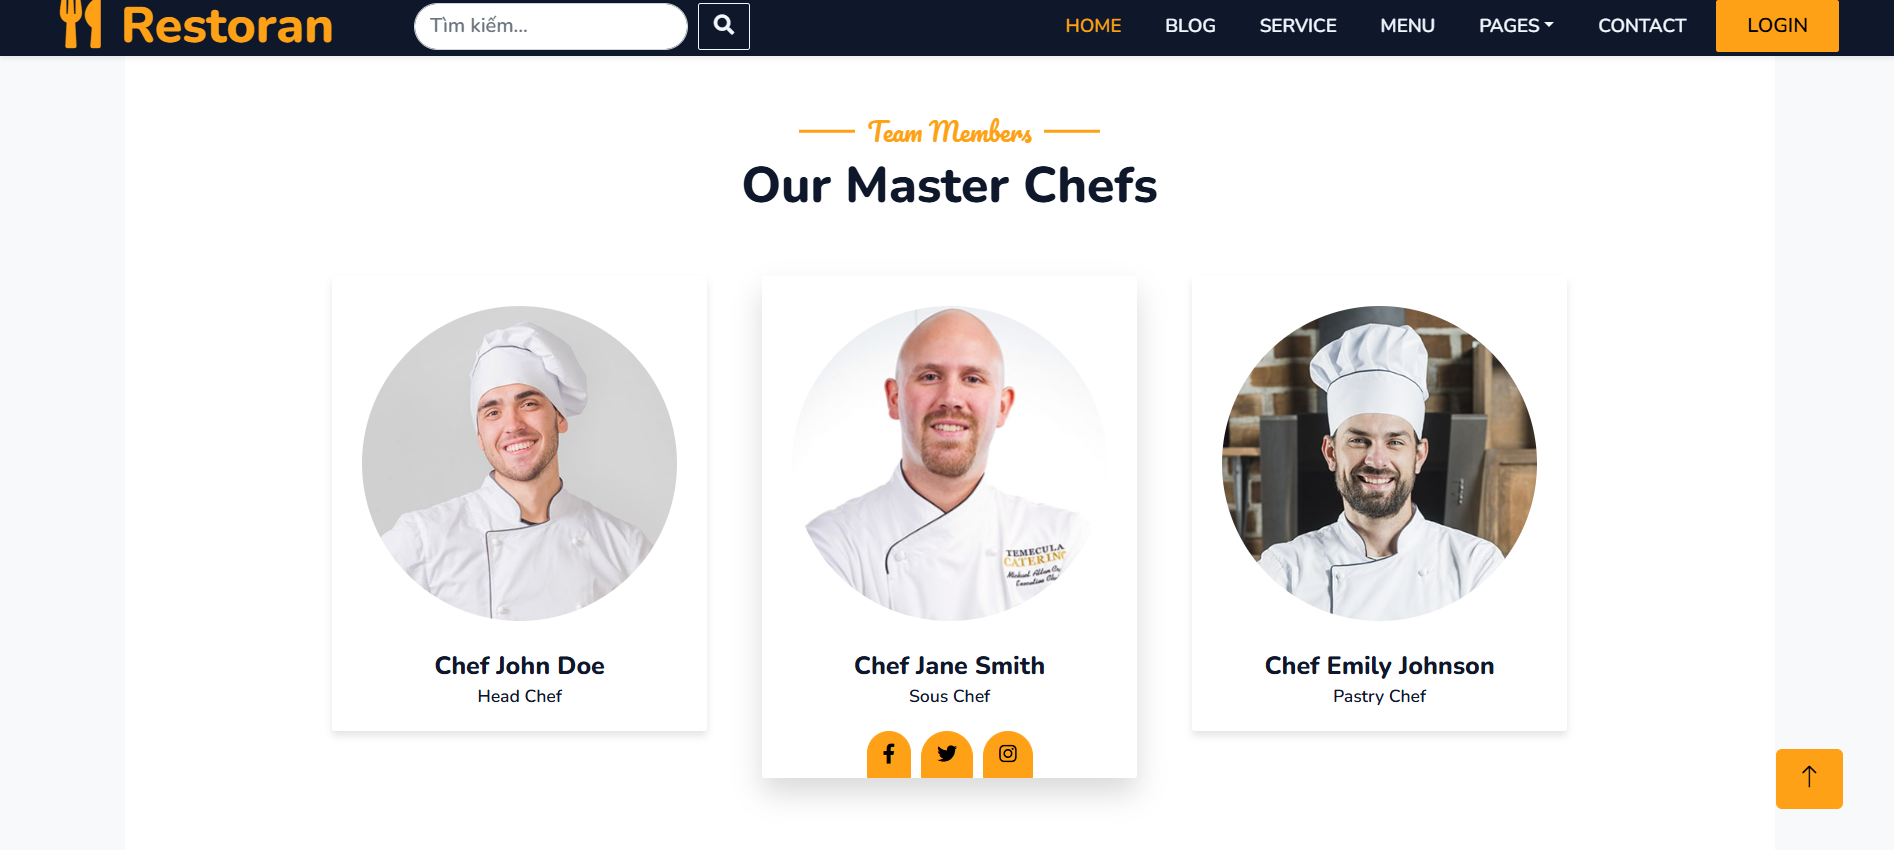 Restoran
Tìm kiếm...
HOME
BLOG
SERVICE
MENU
PAGES
CONTACT
LOGIN
Team Members
Our Master Chefs
TEMECULA
CATERING
Chef John Doe
Head Chef
Chef Jane Smith
Sous Chef
Chef Emily Johnson
Pastry Chef